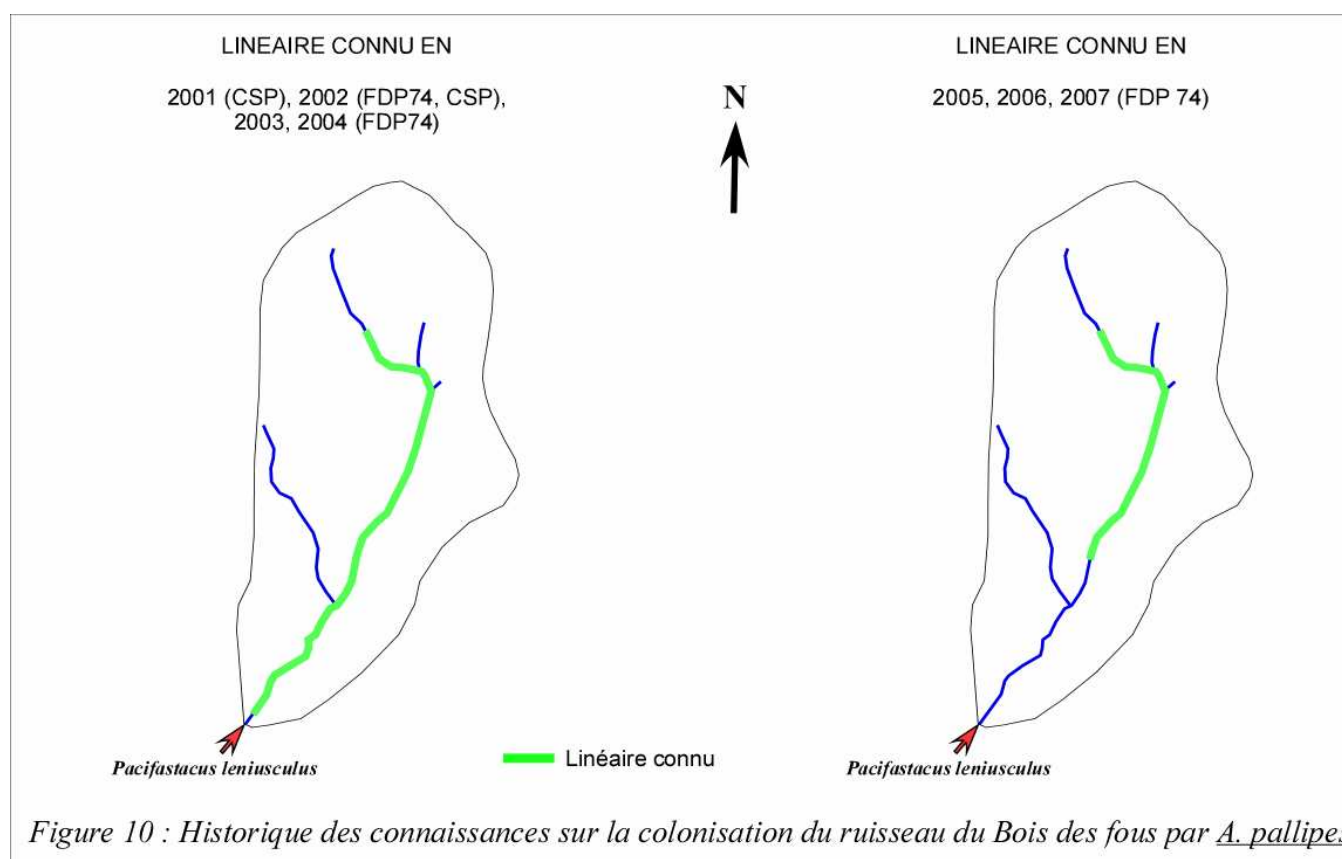 LINEAIRE CONNU EN
2001 (CSP), 2002 (FDP74, CSP),
2003, 2004 (FDP74)
N
LINEAIRE CONNU EN
2005, 2006, 2007 (FDP 74)
Pacifastacus leniusculus
Linéaire connu
Pacifastacus leniusculus
Figure 10 : Historique des connaissances sur la colonisation du ruisseau du Bois des fous par A. pallipes